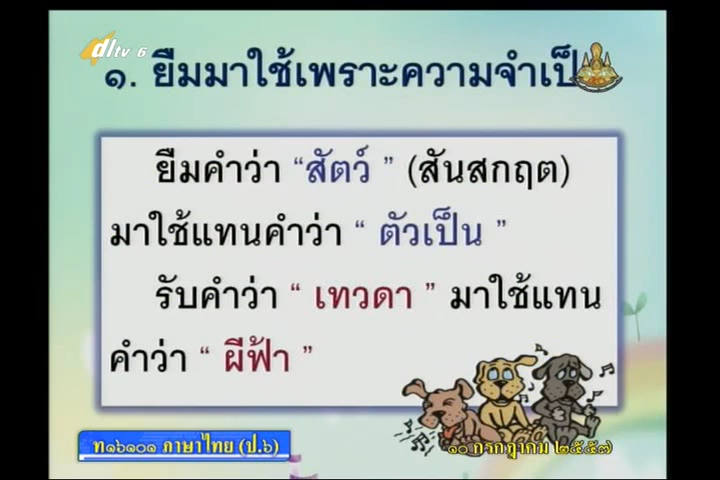 dltv 6
๑. ยืมมาใช้เพราะความจำเป็
ยืมคำว่า “สัตว์ ” (สันสกฤต)
มาใช้แทนคำว่า “ ตัวเป็น ”
รับคำว่า “ เทวดา ” มาใช้แทน
คำว่า “ ผีฟ้า ”
ท๑๖๑๐๑ ภาษาไทย (ป.๖)
๑๐ กรกฎาคม ๒๕๕๗